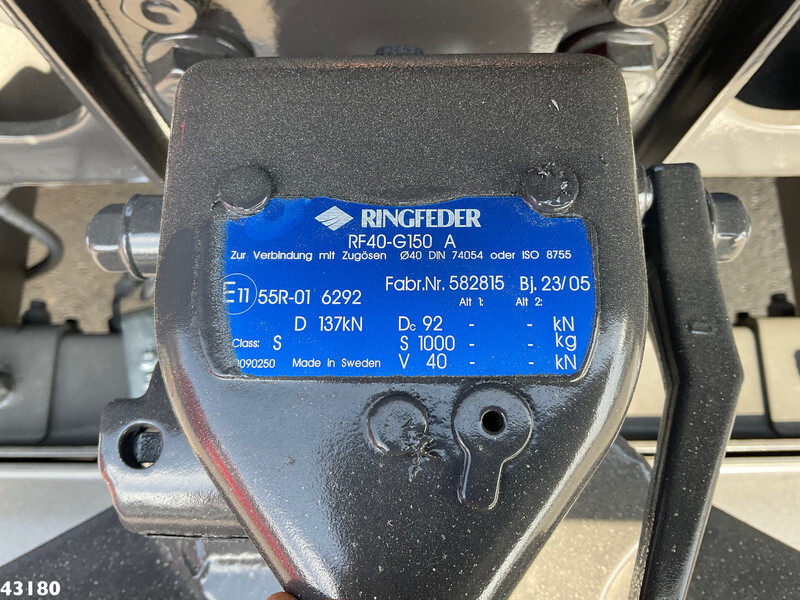 RINGFEDER
RF40-G150 A
Zur Verbindung mit Zugösen Ø40 DIN 74054 oder ISO 8755
E11 55R-01 6292 Fabr.Nr. 582815 Bj. 23/05
Alt 1: Alt 2:
D 137kN Dc 92 - - kN
Class: S S 1000 - - kg
Made in Sweden V 40 - - kN
43180